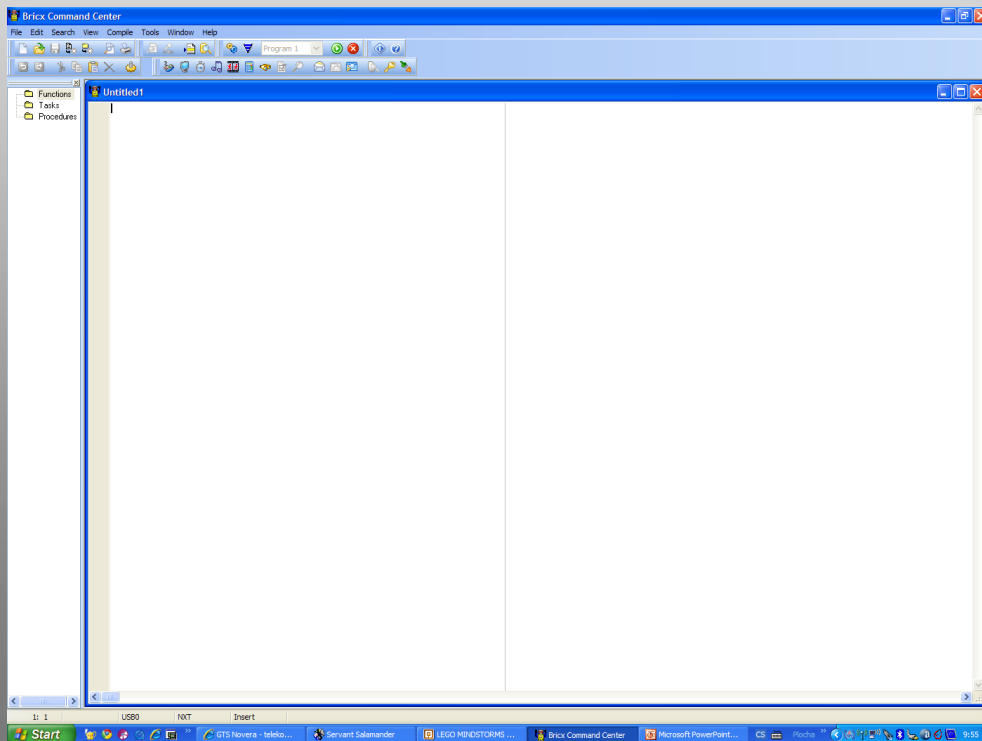 Bricx Command Center
File Edit Search View Compile Tools Window Help
Program 1
Functions
Tasks
Procedures
Untitled1
1: 1 USB0 NXT Insert
Start GTS Novera - teleko... Servant Salamander LEGO MINDSTORMS ... Bricx Command Center Microsoft PowerPoint... CS Plocha » 9:55